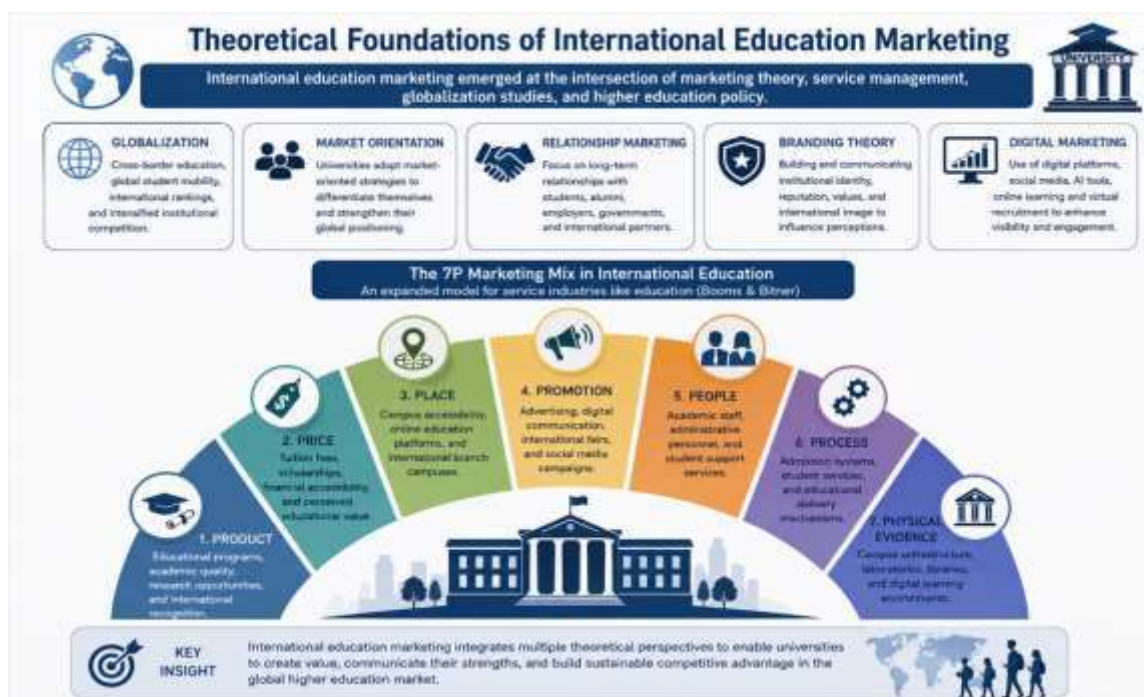 Theoretical Foundations of International Education Marketing
UNIVERSITY
International education marketing emerged at the intersection of marketing theory, service management,
globalization studies, and higher education policy.
GLOBALIZATION
Cross-border education,
global student mobility,
international rankings,
and intensified institutional
competition.
MARKET ORIENTATION
Universities adopt market-
oriented strategies to
differentiate themselves
and strengthen their
global positioning.
RELATIONSHIP MARKETING
Focus on long-term
relationships with
students, alumni,
employers, governments,
and international partners.
BRANDING THEORY
Building and communicating
institutional identity,
reputation, values, and
international image to
influence perceptions.
DIGITAL MARKETING
Use of digital platforms,
social media, AI tools,
online learning and virtual
recruitment to enhance
visibility and engagement.
The 7P Marketing Mix in International Education
An expanded model for service industries like education (Booms & Bitner)
1. PRODUCT
Educational programs,
academic quality,
research opportunities,
and international
recognition.
2. PRICE
Tuition fees,
scholarships,
financial accessibility,
and perceived
educational value
3. PLACE
Campus accessibility,
online education
platforms, and
international branch
campuses.
4. PROMOTION
Advertising, digital
communication,
international fairs,
and social media
campaigns.
5. PEOPLE
Academic staff,
administrative
personnel, and
student support
services.
6. PROCESS
Admission systems,
student services,
and educational
delivery
mechanisms.
7. PHYSICAL
EVIDENCE
Campus infrastructure,
laboratories, libraries,
and digital learning
environments.
KEY
INSIGHT
International education marketing integrates multiple theoretical perspectives to enable universities
to create value, communicate their strengths, and build sustainable competitive advantage in the
global higher education market.